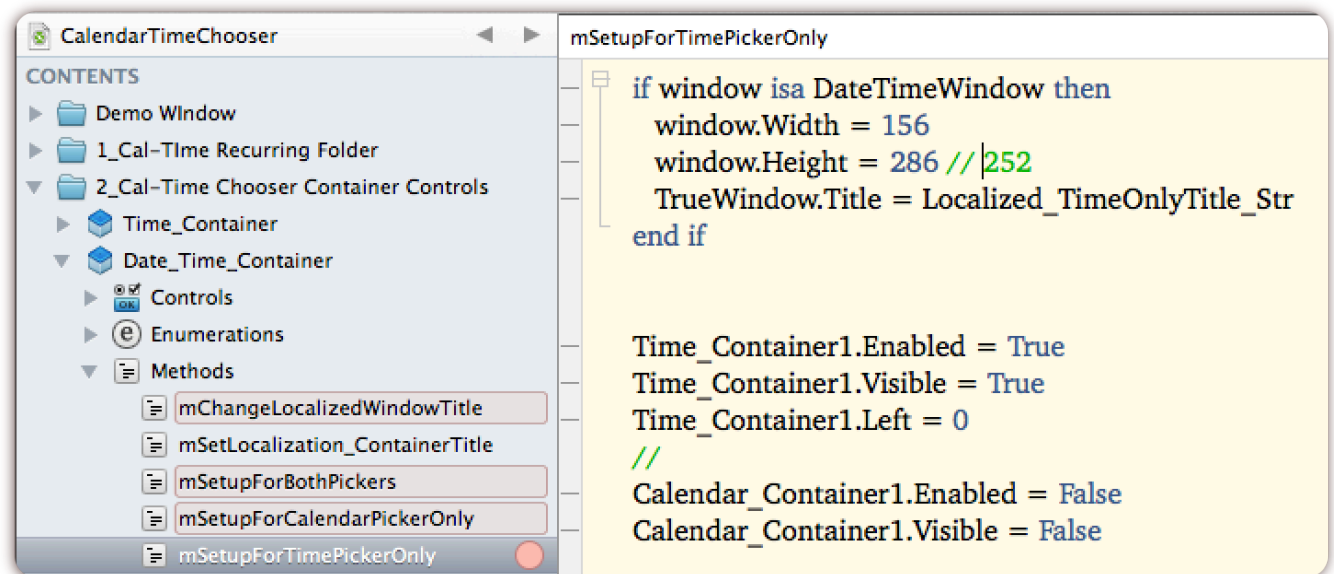 CalendarTimeChooser
CONTENTS
Demo WIndow
1_Cal-TIme Recurring Folder
2_Cal-Time Chooser Container Controls
Time_Container
Date_Time_Container
OK
Controls
e
Enumerations
Methods
mChangeLocalizedWindowTitle
mSetLocalization_ContainerTitle
mSetupForBothPickers
mSetupForCalendarPickerOnly
mSetupForTimePickerOnly
mSetupForTimePickerOnly
if window isa DateTimeWindow then
window.Width = 156
window.Height = 286 // 252
TrueWindow.Title = Localized_TimeOnlyTitle_Str
end if
Time_Container1.Enabled = True
Time_Container1.Visible = True
Time_Container1.Left = 0
//
Calendar_Container1.Enabled = False
Calendar_Container1.Visible = False